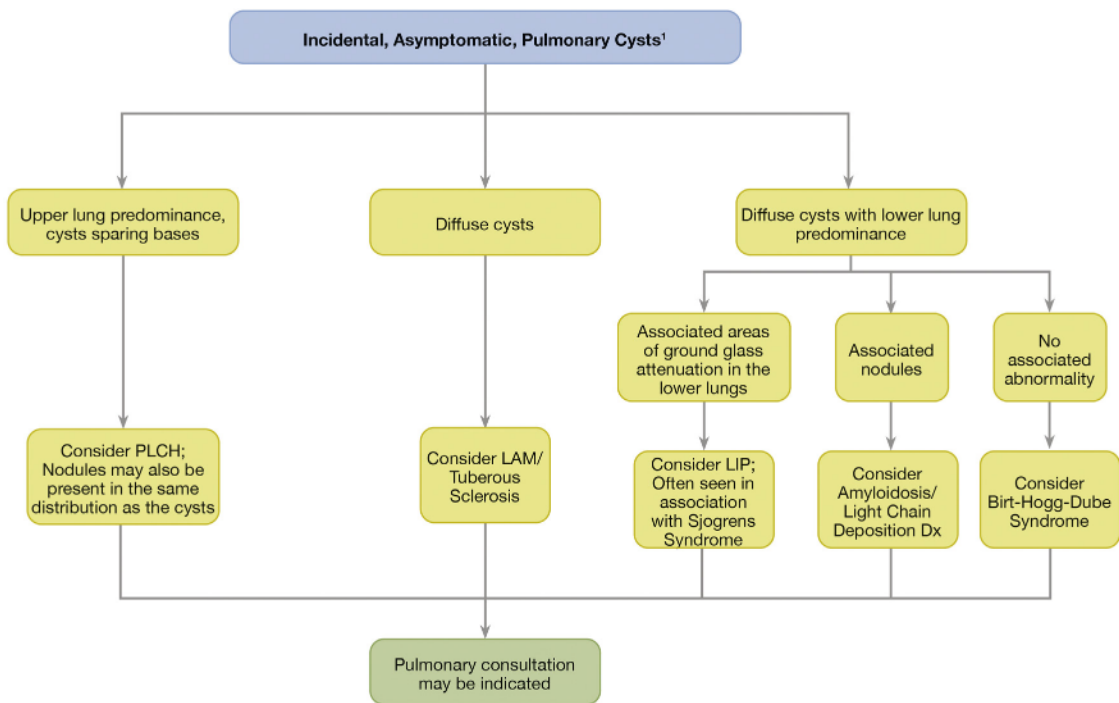 Incidental, Asymptomatic, Pulmonary Cysts¹
Upper lung predominance,
cysts sparing bases
Diffuse cysts
Diffuse cysts with lower lung
predominance
Associated areas
of ground glass
attenuation in the
lower lungs
Associated
nodules
No
associated
abnormality
Consider PLCH;
Nodules may also be
present in the same
distribution as the cysts
Consider LAM/
Tuberous
Sclerosis
Consider LIP;
Often seen in
association
with Sjogrens
Syndrome
Consider
Amyloidosis/
Light Chain
Deposition Dx
Consider
Birt-Hogg-Dube
Syndrome
Pulmonary consultation
may be indicated